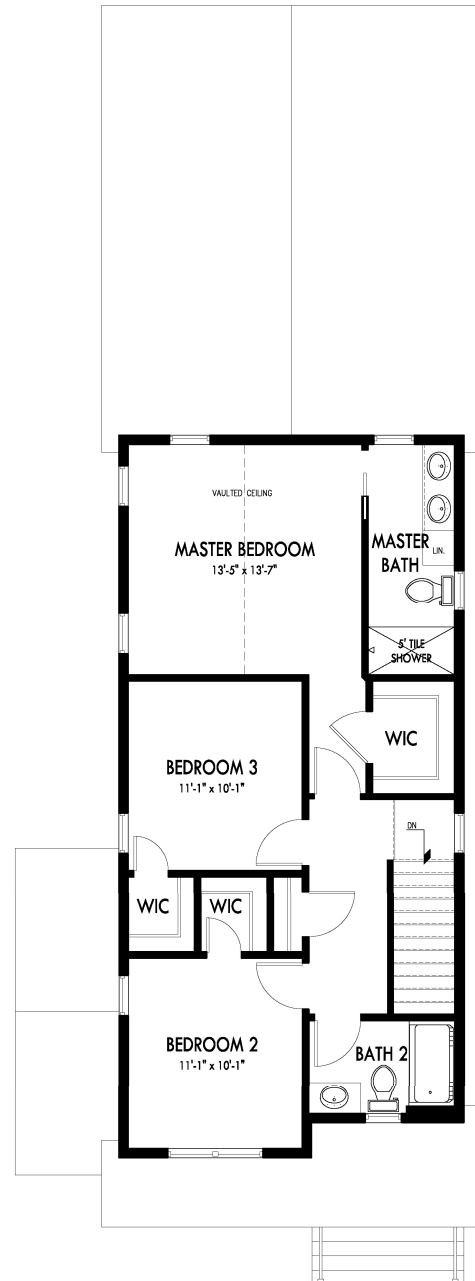 VAULTED CEILING
MASTER BEDROOM
13'-5" x 13'-7"
MASTER
BATH
LIN.
5' TILE
SHOWER
WIC
BEDROOM 3
11'-1" x 10'-1"
DN
WIC
WIC
BEDROOM 2
11'-1" x 10'-1"
BATH 2